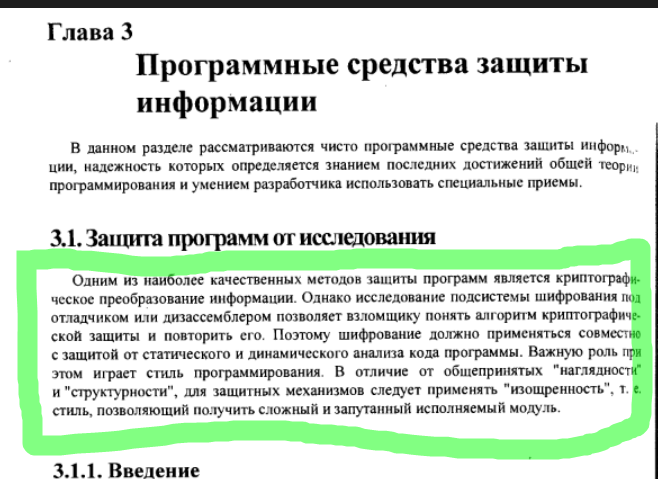 Глава 3
Программные средства защиты
информации
В данном разделе рассматриваются чисто программные средства защиты информа-
ции, надежность которых определяется знанием последних достижений общей теории
программирования и умением разработчика использовать специальные приемы.
3.1. Защита программ от исследования
Одним из наиболее качественных методов защиты программ является криптографи-
ческое преобразование информации. Однако исследование подсистемы шифрования под
отладчиком или дизассемблером позволяет взломщику понять алгоритм криптографиче-
ской защиты и повторить его. Поэтому шифрование должно применяться совместно
с защитой от статического и динамического анализа кода программы. Важную роль при
этом играет стиль программирования. В отличие от общепринятых "наглядности"
и "структурности", для защитных механизмов следует применять "изощренность", т. е.
стиль, позволяющий получить сложный и запутанный исполняемый модуль.
3.1.1. Введение